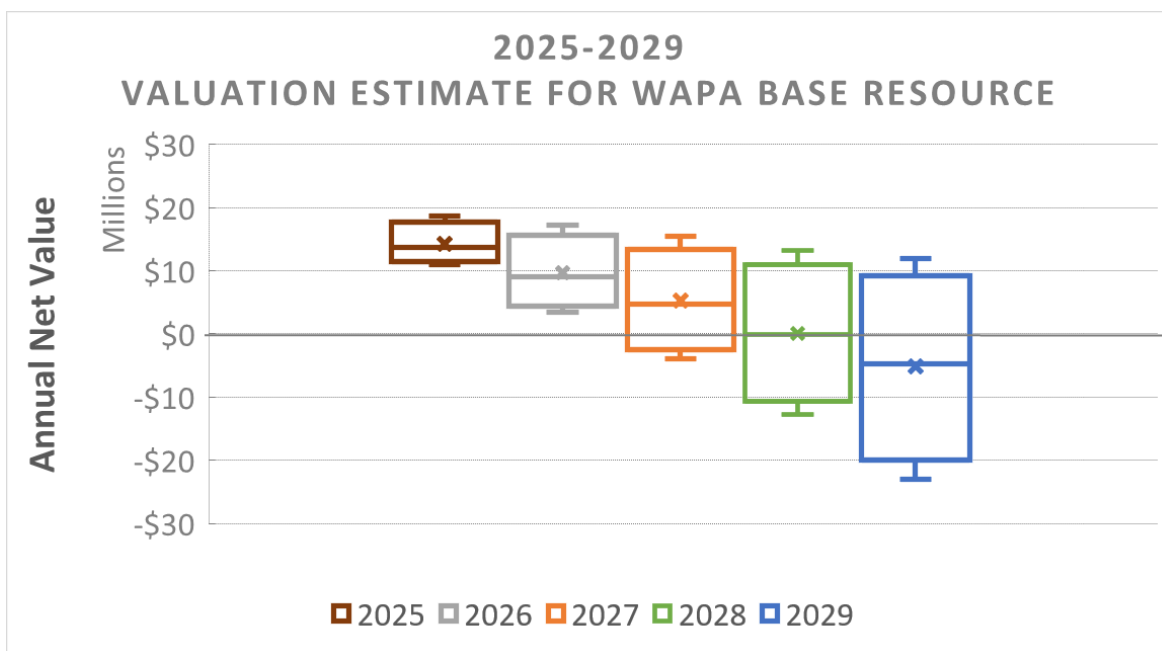 2025-2029
VALUATION ESTIMATE FOR WAPA BASE RESOURCE
Annual Net Value
Millions
$30
$20
$10
$0
-$10
-$20
-$30
2025 2026 2027 2028 2029